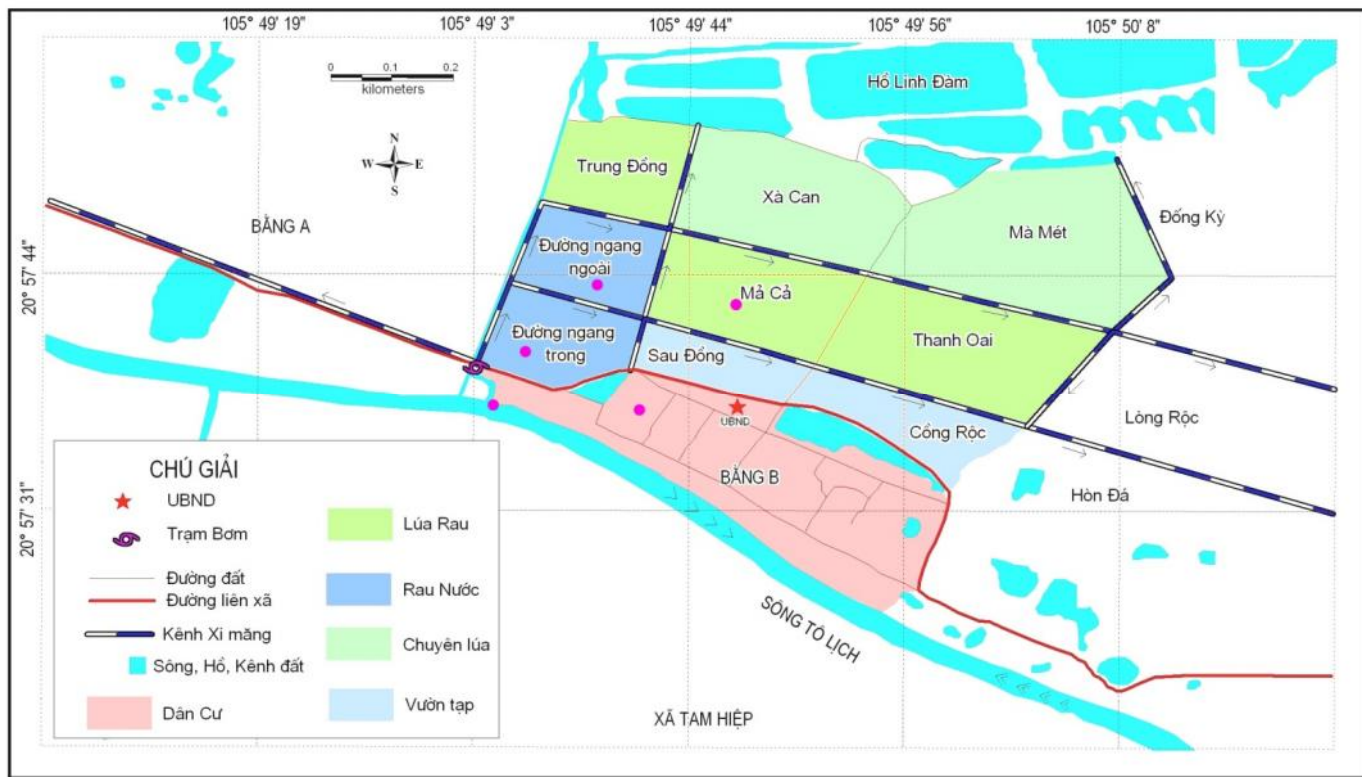 105° 49' 19"
105° 49' 3"
105° 49' 44"
105° 49' 56"
105° 50' 8"
0 0.1 0.2
kilometers
Hồ Linh Đàm
N
W E
S
Trung Đồng
Xà Can
Đống Kỳ
BẰNG A
Mà Mét
20° 57' 44"
Đường ngang
ngoài
Mả Cả
Đường ngang
trong
Sau Đồng
Thanh Oai
Lòng Rộc
UBND
Cổng Rộc
BẰNG B
Hòn Đá
20° 57' 31"
SÔNG TÔ LỊCH
XÃ TAM HIỆP
CHÚ GIẢI
UBND
Trạm Bơm
Đường đất
Đường liên xã
Kênh Xi măng
Sông, Hồ, Kênh đất
Dân Cư
Lúa Rau
Rau Nước
Chuyên lúa
Vườn tạp